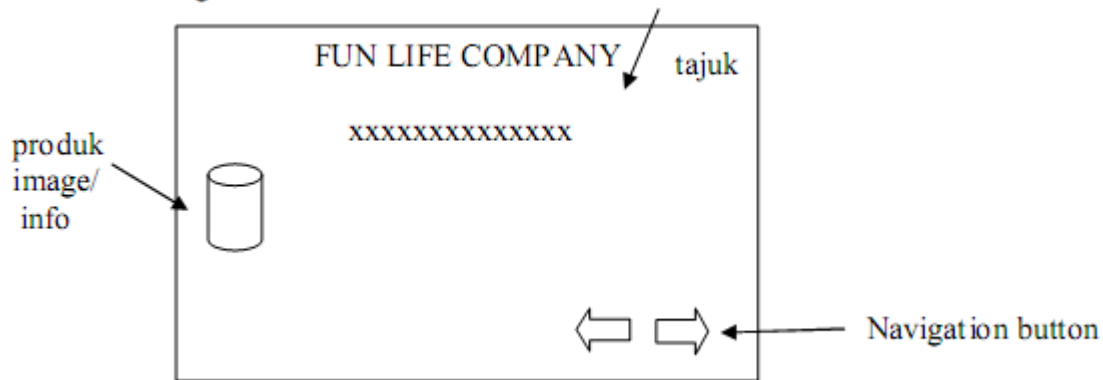 FUN LIFE COMPANY
tajuk
xxxxxxxxxxxxxx
produk
image/
info
Navigation button